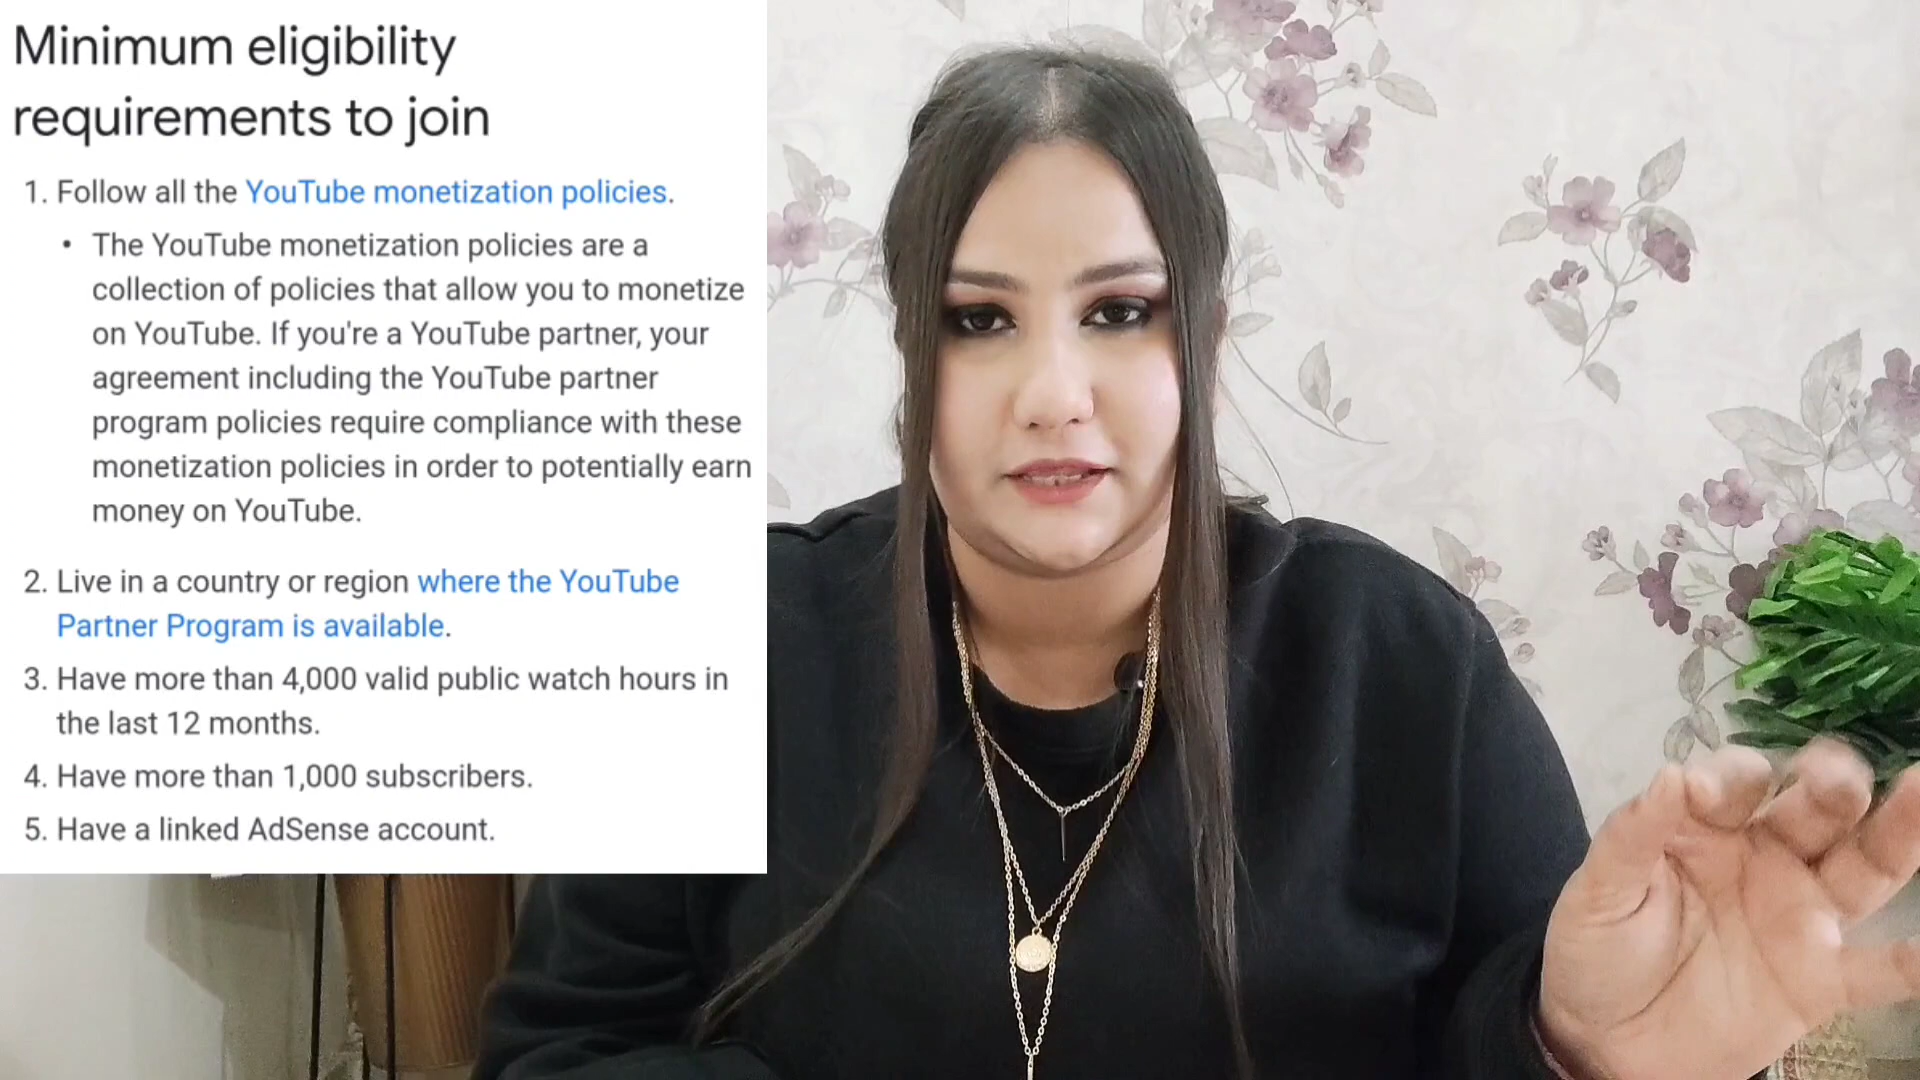 Minimum eligibility
requirements to join
1. Follow all the YouTube monetization policies.
• The YouTube monetization policies are a
collection of policies that allow you to monetize
on YouTube. If you're a YouTube partner, your
agreement including the YouTube partner
program policies require compliance with these
monetization policies in order to potentially earn
money on YouTube.
2. Live in a country or region where the YouTube
Partner Program is available.
3. Have more than 4,000 valid public watch hours in
the last 12 months.
4. Have more than 1,000 subscribers.
5. Have a linked AdSense account.